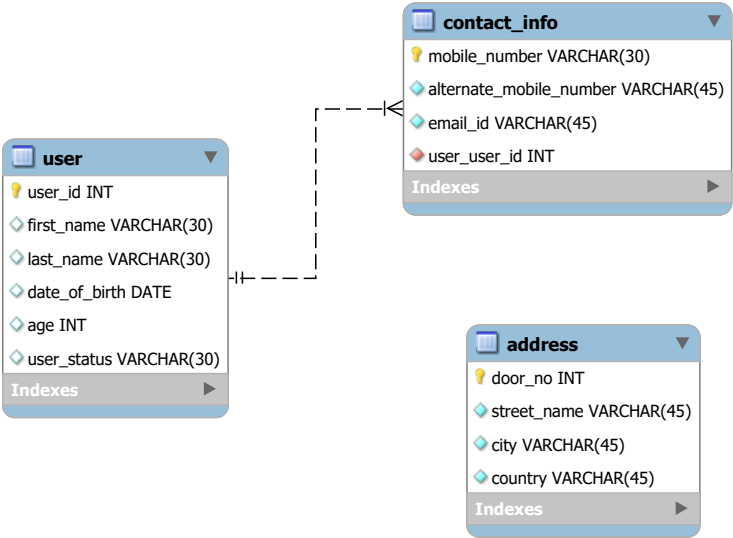 contact_info
mobile_number VARCHAR(30)
alternate_mobile_number VARCHAR(45)
email_id VARCHAR(45)
user_user_id INT
Indexes
user
user_id INT
first_name VARCHAR(30)
last_name VARCHAR(30)
date_of_birth DATE
age INT
user_status VARCHAR(30)
Indexes
address
door_no INT
street_name VARCHAR(45)
city VARCHAR(45)
country VARCHAR(45)
Indexes